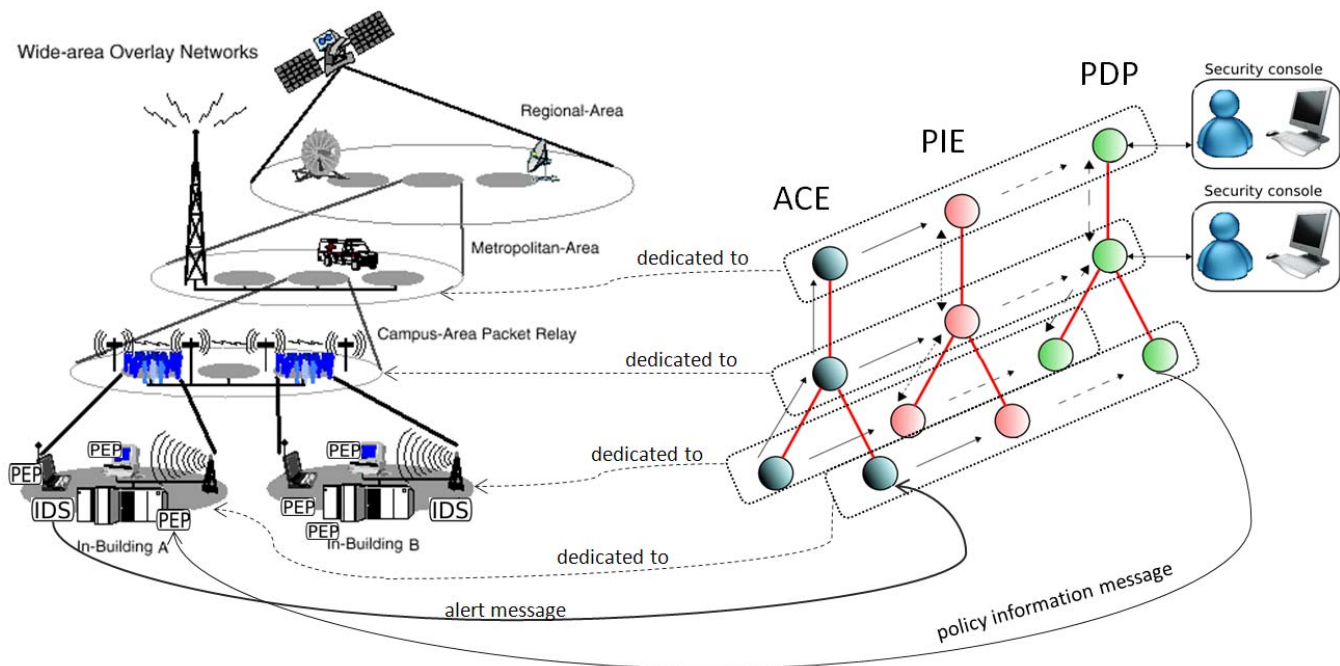 Wide-area Overlay Networks
Regional-Area
Metropolitan-Area
Campus-Area Packet Relay
PEP
PEP
IDS
PEP
In-Building A
PEP
PEP
PEP
IDS
In-Building B
dedicated to
dedicated to
dedicated to
dedicated to
alert message
policy information message
ACE
PIE
PDP
Security console
Security console